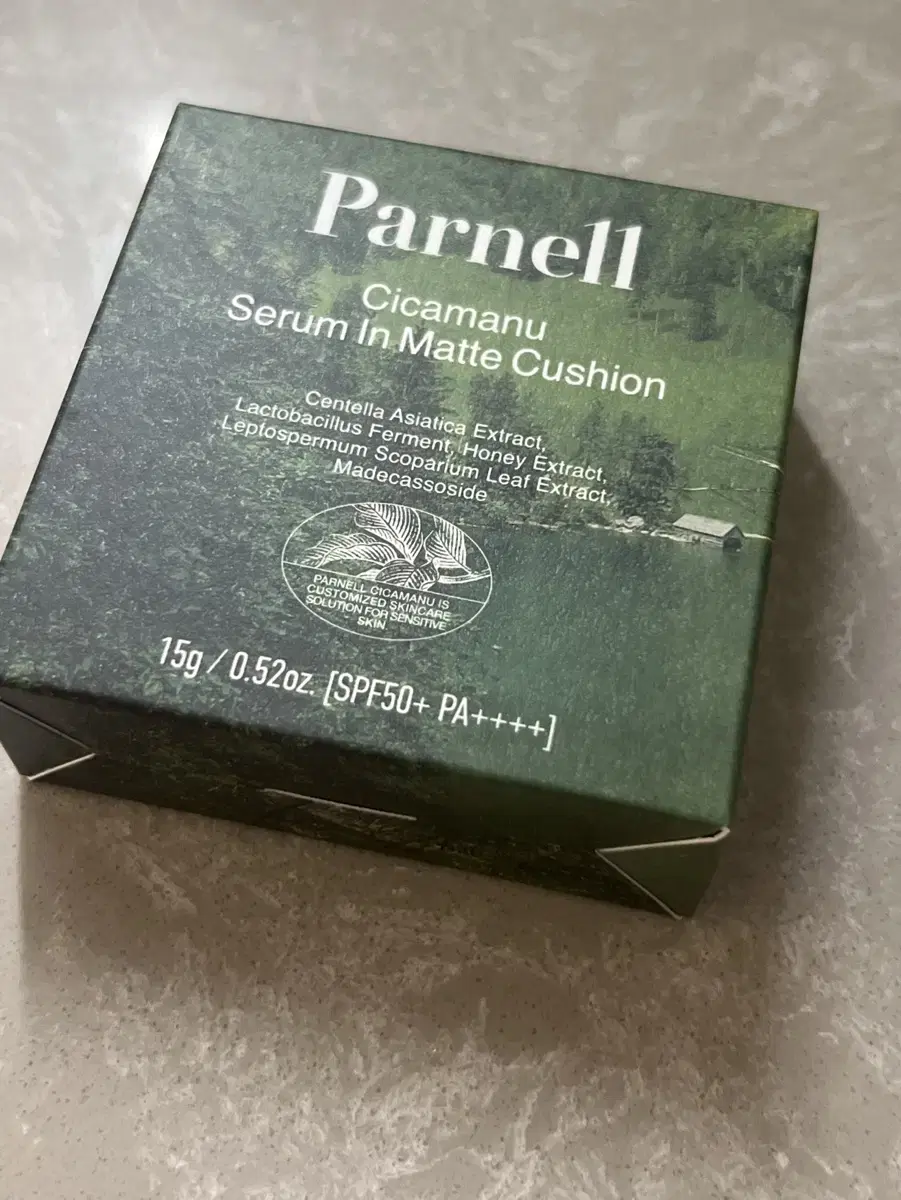 Parnell
Cicamanu
Serum In Matte Cushion
Centella Asiatica Extract,
Lactobacillus Ferment, Honey Extract,
Leptospermum Scoparium Leaf Extract,
Madecassoside
PARNELL CICAMANU IS
CUSTOMIZED SKINCARE
SOLUTION FOR SENSITIVE
SKIN.
15g / 0.52oz. [SPF50+ PA++++]